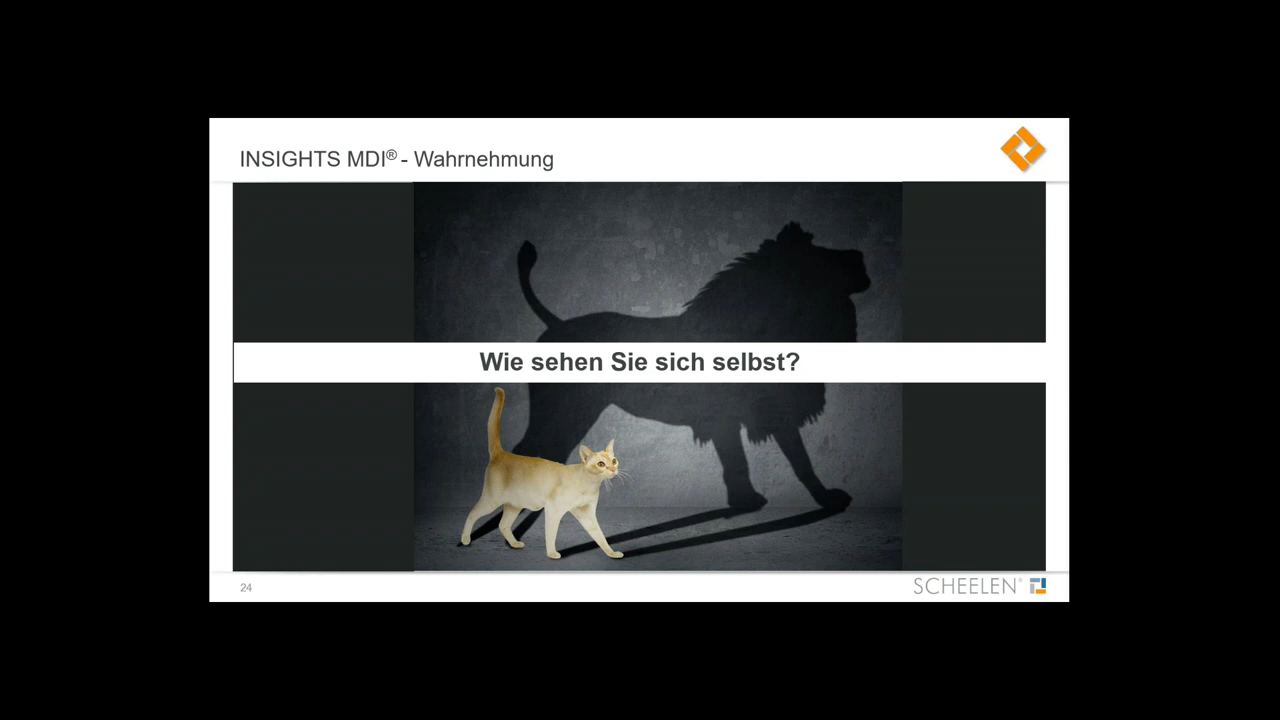 INSIGHTS MDI® - Wahrnehmung
Wie sehen Sie sich selbst?
24
SCHEELEN®